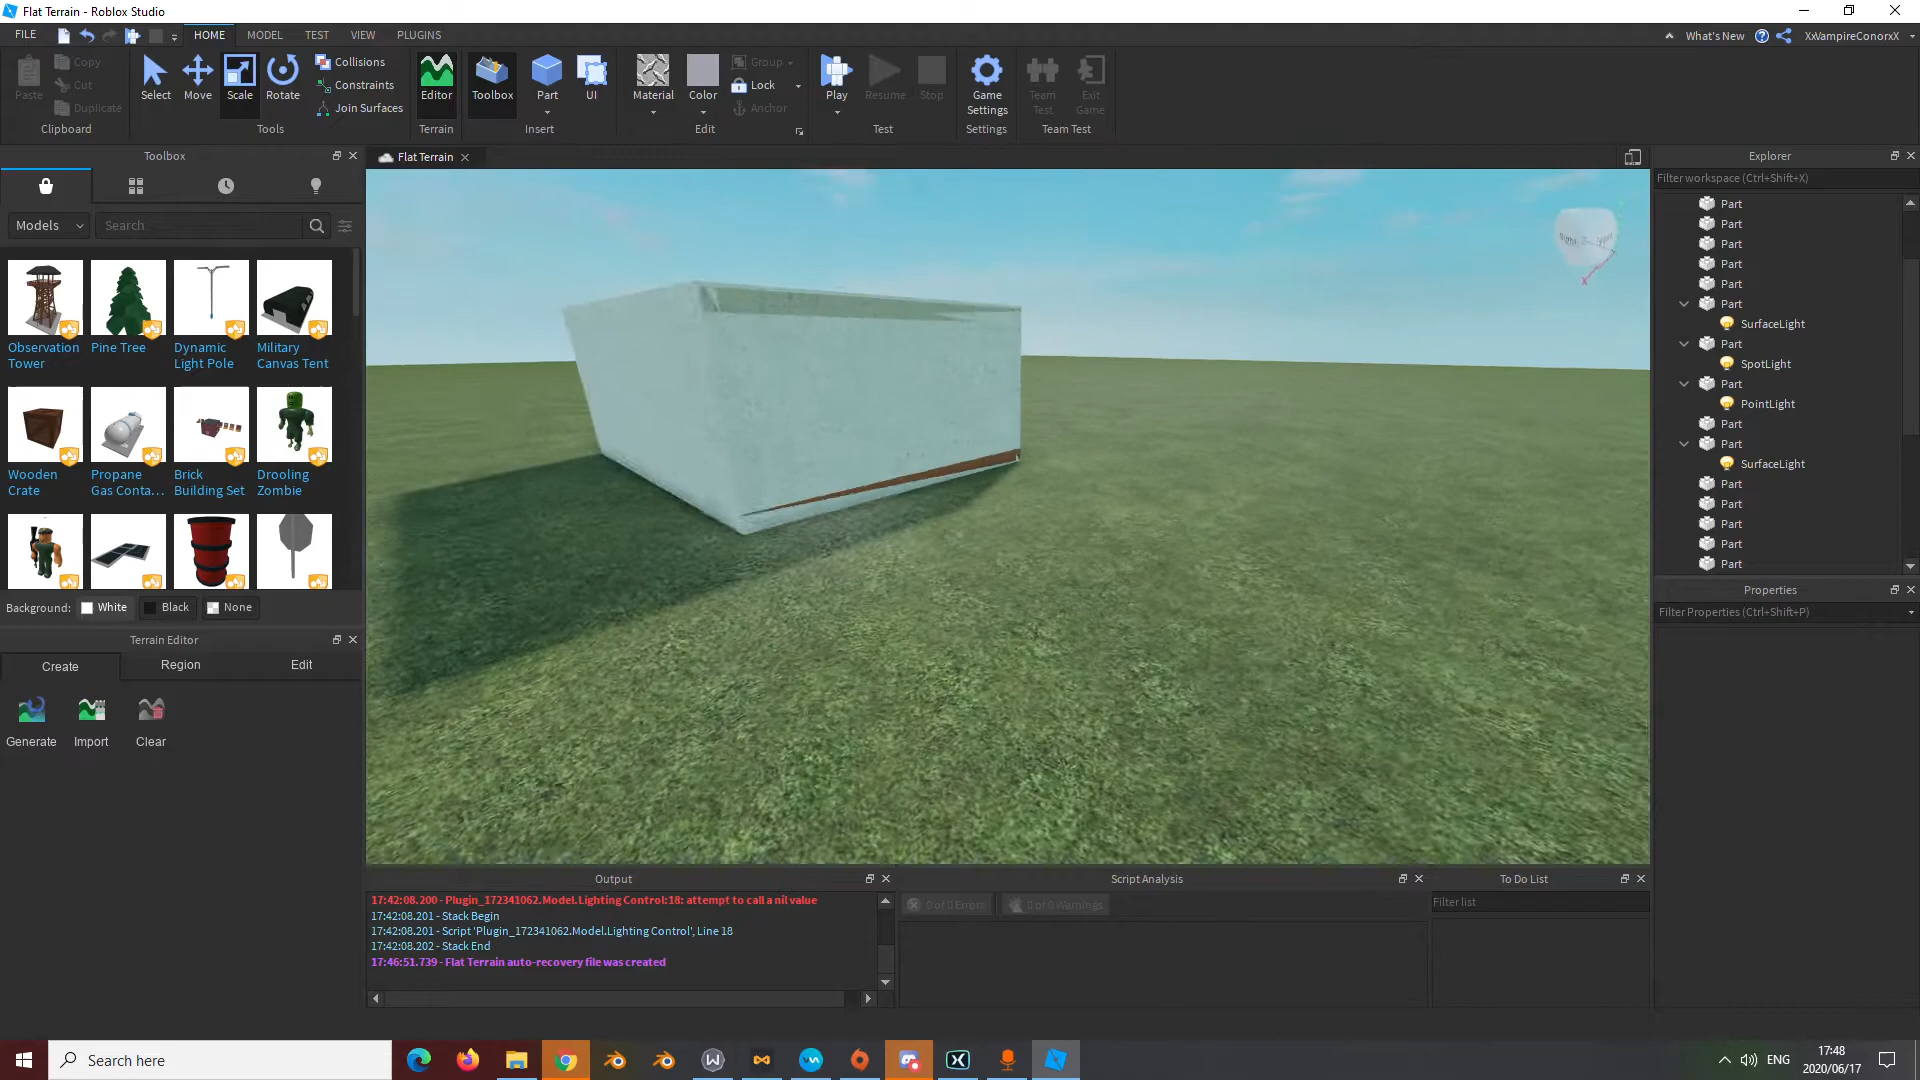 Flat Terrain - Roblox Studio
FILE
HOME
MODEL
TEST
VIEW
PLUGINS
What's New
XxVampireConorxX
Paste
Copy
Cut
Duplicate
Clipboard
Select
Move
Scale
Rotate
Collisions
Constraints
Join Surfaces
Tools
Editor
Terrain
Toolbox
Part
UI
Insert
Material
Color
Group
Lock
Anchor
Edit
Play
Resume
Stop
Test
Game
Settings
Settings
Team
Test
Exit
Game
Team Test
Toolbox
Models
Search
Observation
Tower
Pine Tree
Dynamic
Light Pole
Military
Canvas Tent
Wooden
Crate
Propane
Gas Conta...
Brick
Building Set
Drooling
Zombie
Background:
White
Black
None
Terrain Editor
Create
Region
Edit
Generate
Import
Clear
Flat Terrain
Explorer
Filter workspace (Ctrl+Shift+X)
Part
Part
Part
Part
Part
Part
SurfaceLight
Part
SpotLight
Part
PointLight
Part
Part
SurfaceLight
Part
Part
Part
Part
Part
Properties
Filter Properties (Ctrl+Shift+P)
Output
17:42:08.200 - Plugin_172341062.Model.Lighting Control:18: attempt to call a nil value
17:42:08.201 - Stack Begin
17:42:08.201 - Script 'Plugin_172341062.Model.Lighting Control', Line 18
17:42:08.202 - Stack End
17:46:51.739 - Flat Terrain auto-recovery file was created
Script Analysis
0 of 0 Errors
0 of 0 Warnings
To Do List
Filter list
Search here
ENG
17:48
2020/06/17